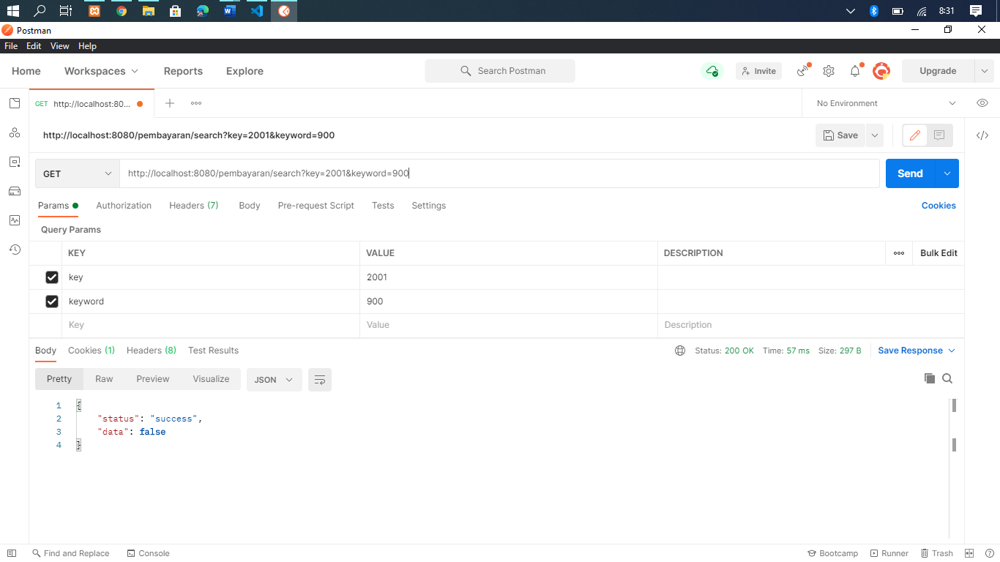 8:31
Postman
File Edit View Help
Home Workspaces Reports Explore Search Postman Invite Upgrade
GET http://localhost:80... No Environment
http://localhost:8080/pembayaran/search?key=2001&keyword=900 Save
GET http://localhost:8080/pembayaran/search?key=2001&keyword=900 Send
Params Authorization Headers (7) Body Pre-request Script Tests Settings Cookies
Query Params
KEY VALUE DESCRIPTION Bulk Edit
key 2001
keyword 900
Key Value Description
Body Cookies (1) Headers (8) Test Results Status: 200 OK Time: 57 ms Size: 297 B Save Response
Pretty Raw Preview Visualize JSON
1 {
2 "status": "success",
3 "data": false
4 }
Find and Replace Console Bootcamp Runner Trash